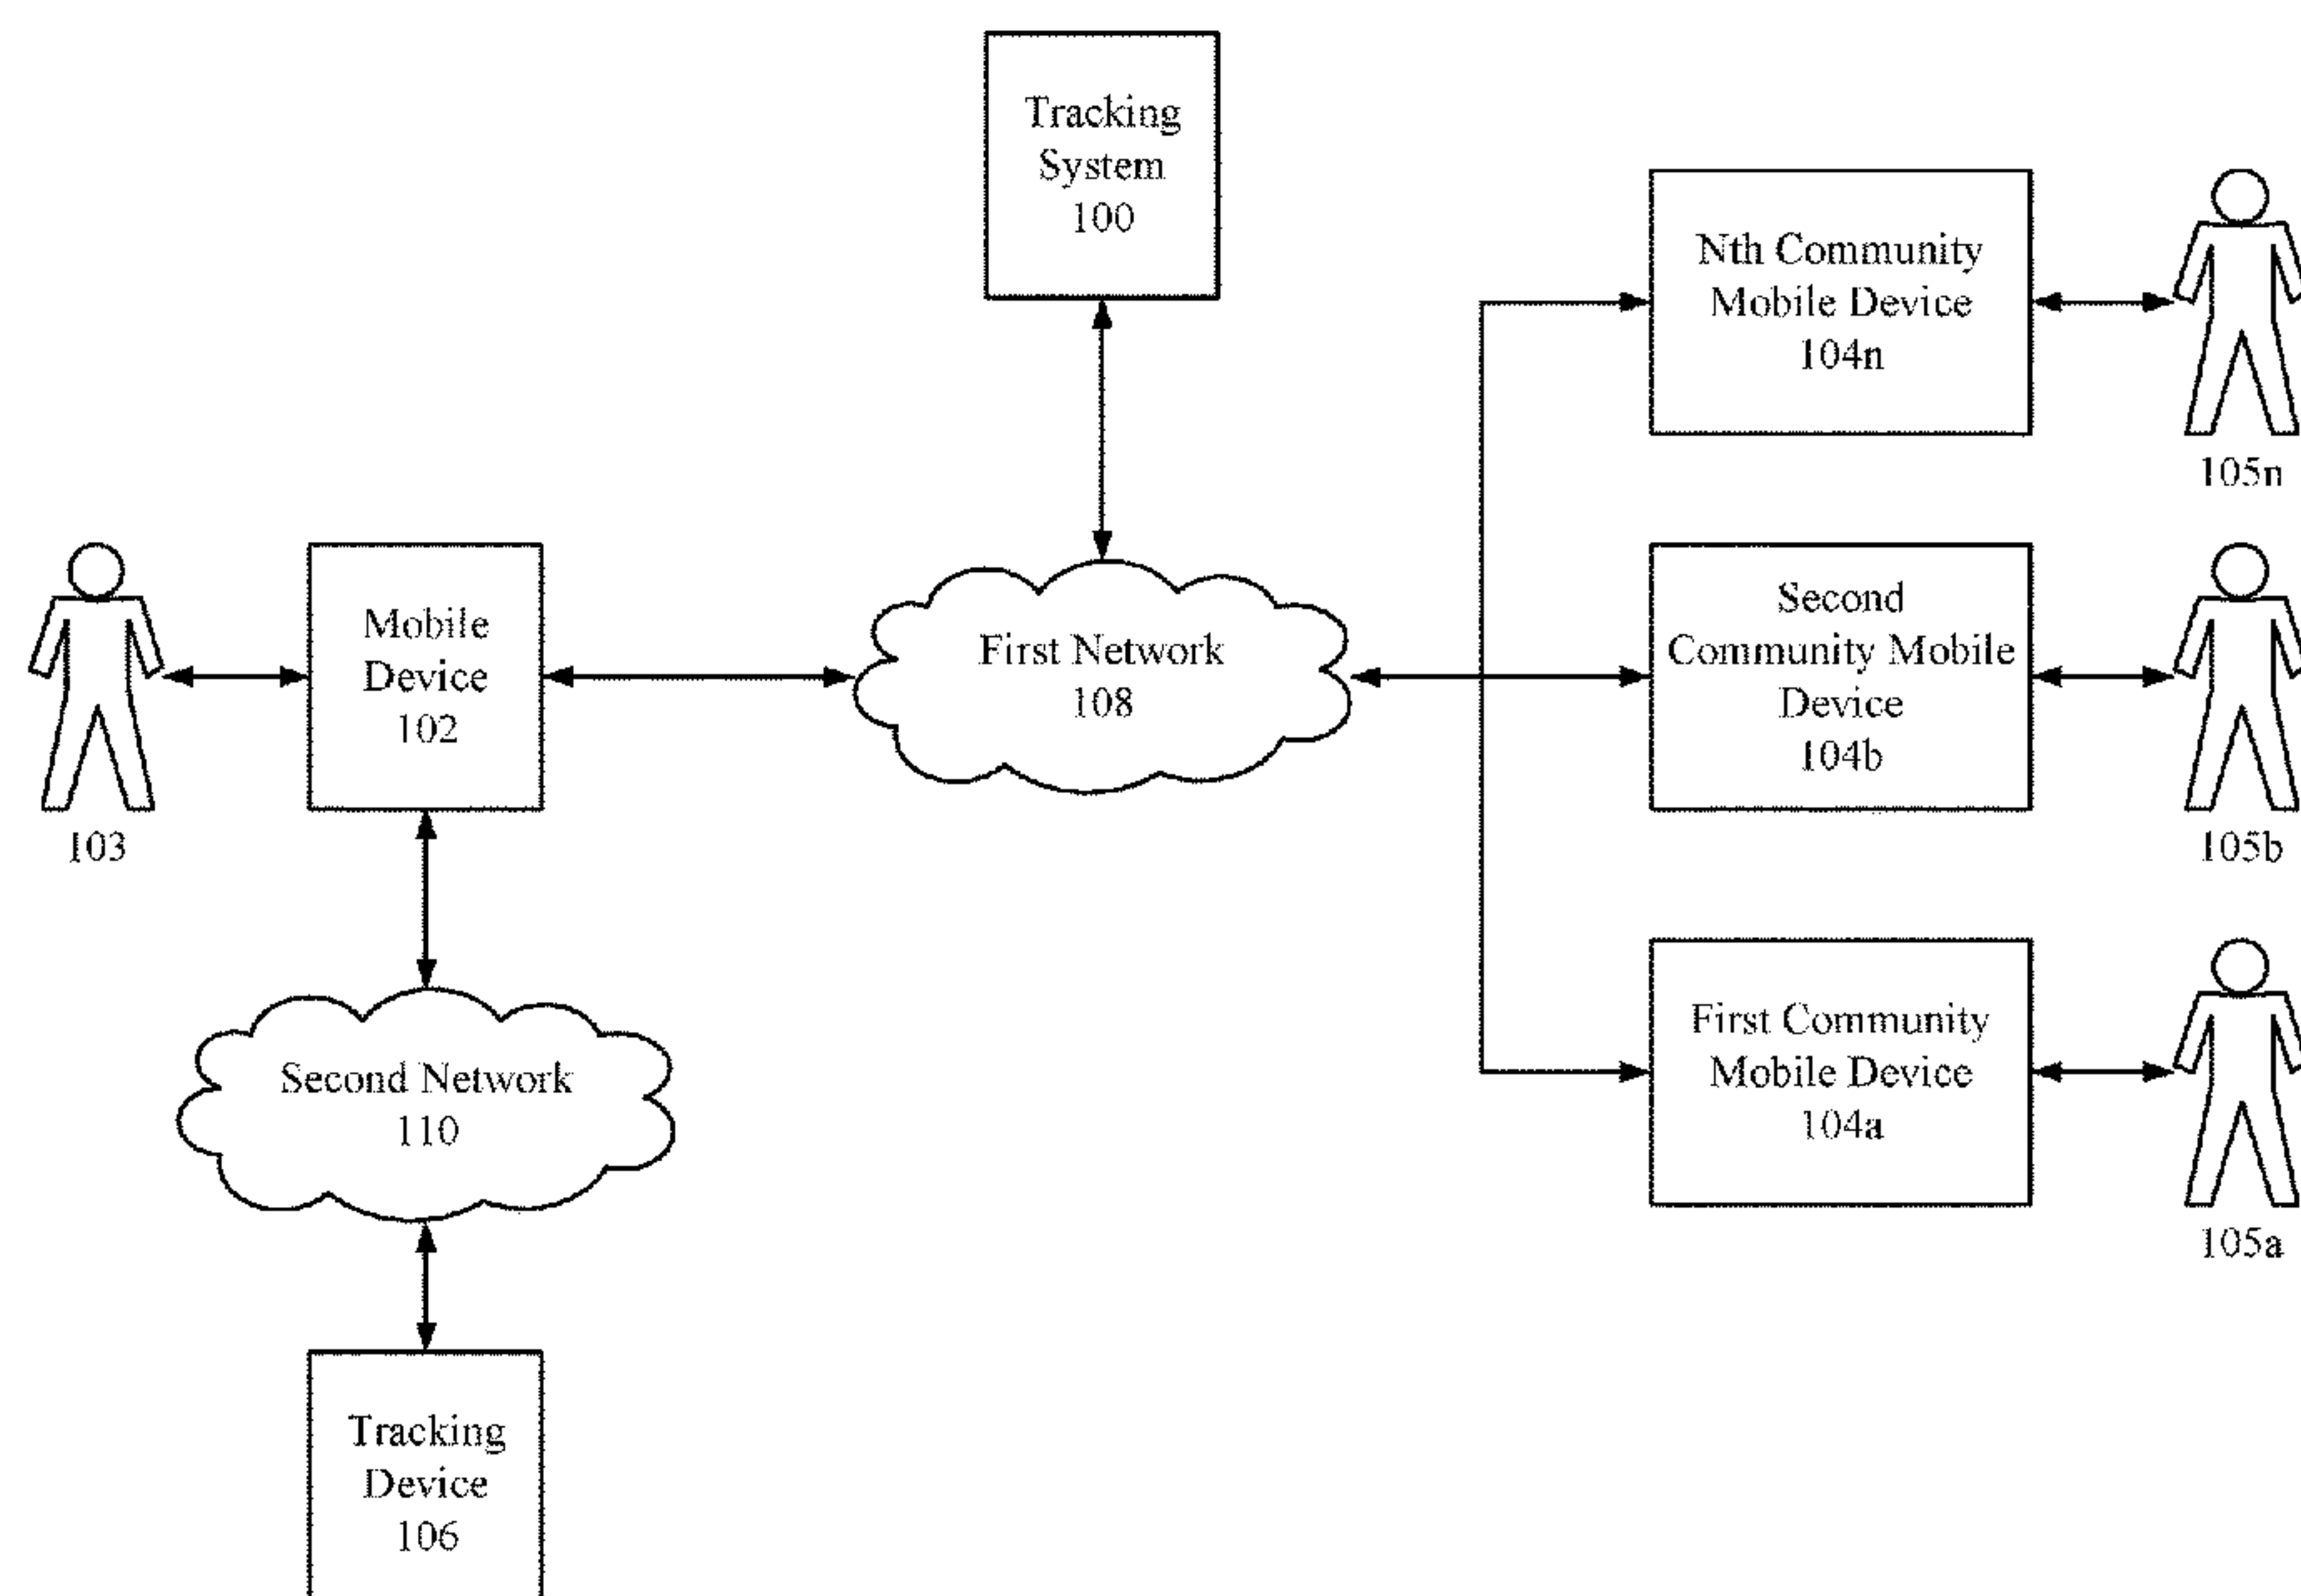 Tracking
System
100
Nth Community
Mobile Device
104n
105n
Mobile
Device
102
103
First Network
108
Second
Community Mobile
Device
104b
105b
Second Network
110
First Community
Mobile Device
104a
105a
Tracking
Device
106